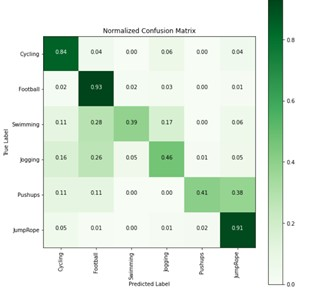 Normalized Confusion Matrix
Cycling 0.84 0.04 0.00 0.06 0.00 0.04
Football 0.02 0.93 0.02 0.03 0.00 0.01
Swimming 0.11 0.28 0.39 0.17 0.00 0.06
Jogging 0.16 0.26 0.05 0.46 0.01 0.05
Pushups 0.11 0.11 0.00 0.00 0.41 0.38
JumpRope 0.05 0.01 0.00 0.01 0.02 0.91
True Label
Cycling Football Swimming Jogging Pushups JumpRope
Predicted Label
0.8
0.6
0.4
0.2
0.0